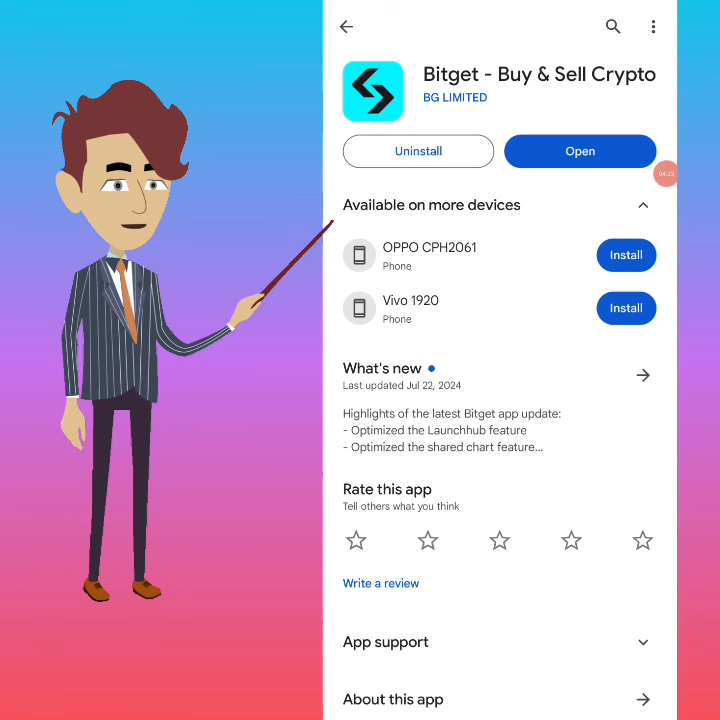 Bitget - Buy & Sell Crypto
BG LIMITED
Uninstall
Open
04:23
Available on more devices
OPPO CPH2061
Phone
Install
Vivo 1920
Phone
Install
What's new
Last updated Jul 22, 2024
Highlights of the latest Bitget app update:
- Optimized the Launchhub feature
- Optimized the shared chart feature...
Rate this app
Tell others what you think
Write a review
App support
About this app